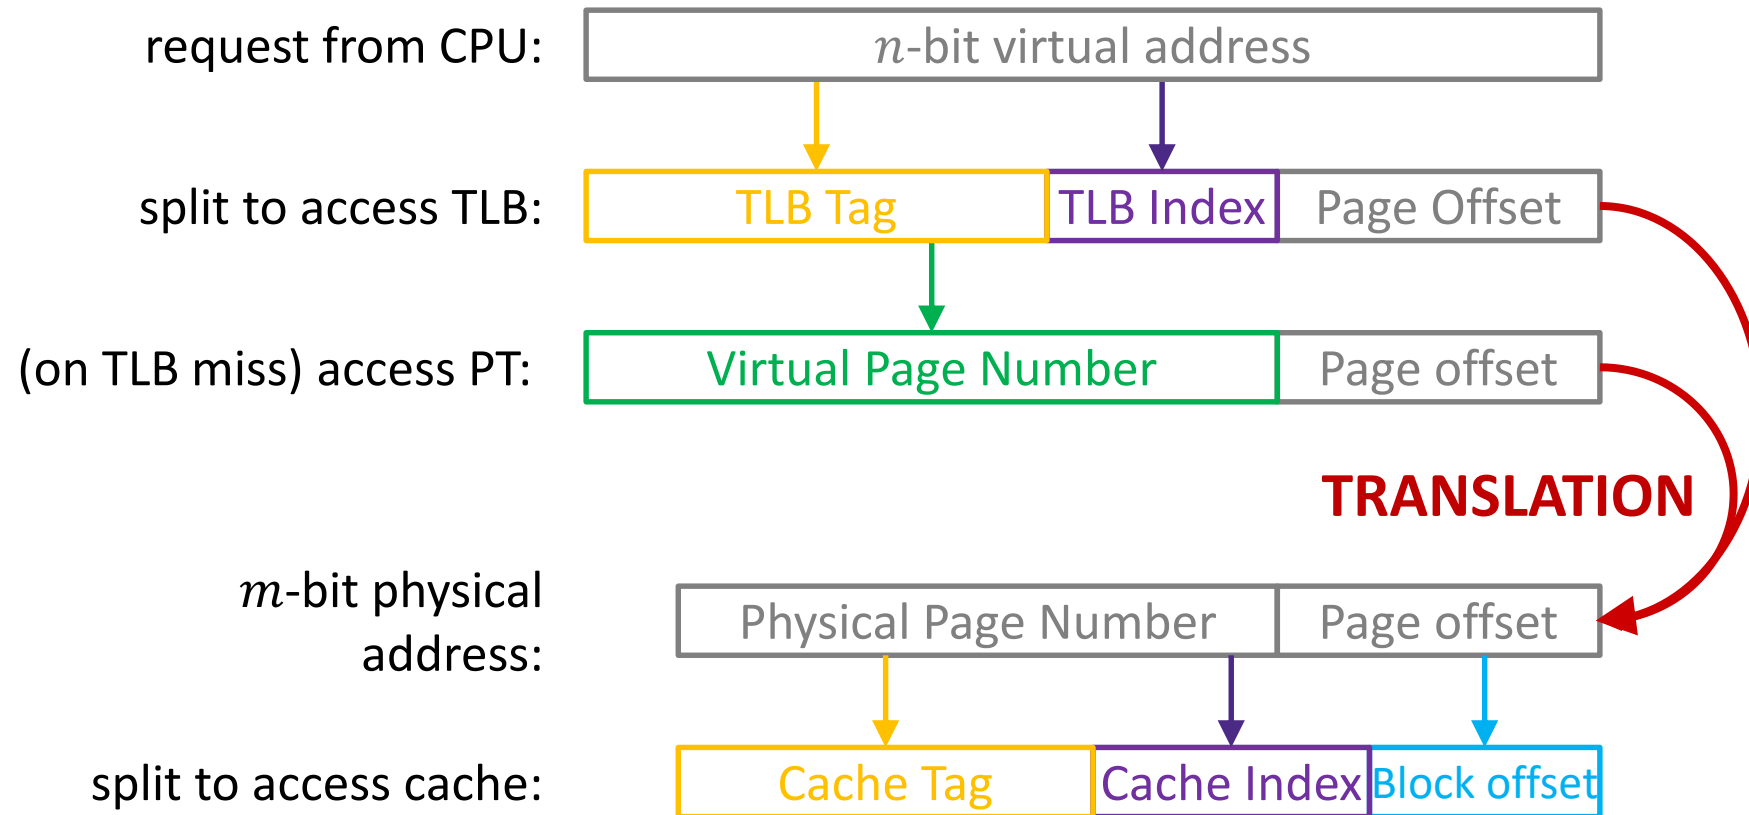 request from CPU:
n-bit virtual address
split to access TLB:
TLB Tag
TLB Index
Page Offset
(on TLB miss) access PT:
Virtual Page Number
Page offset
TRANSLATION
m-bit physical
address:
Physical Page Number
Page offset
split to access cache:
Cache Tag
Cache Index
Block offset